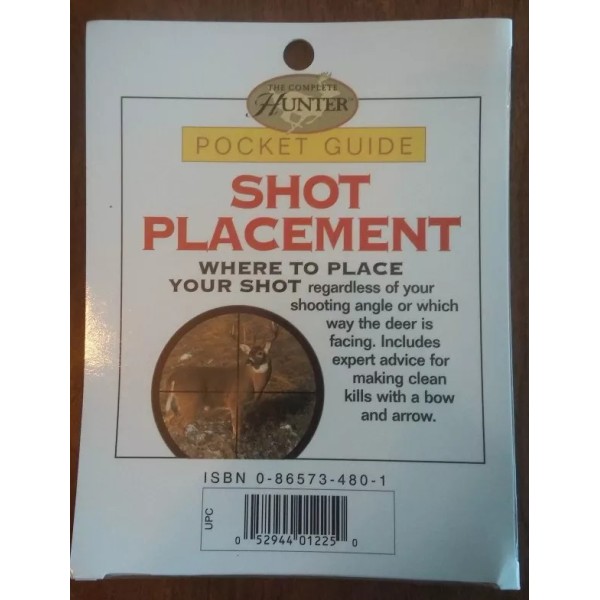 THE COMPLETE
HUNTER
POCKET GUIDE
SHOT
PLACEMENT
WHERE TO PLACE
YOUR SHOT regardless of your
shooting angle or which
way the deer is
facing. Includes
expert advice for
making clean
kills with a bow
and arrow.
ISBN 0-86573-480-1
UPC
0 52944 01225 0